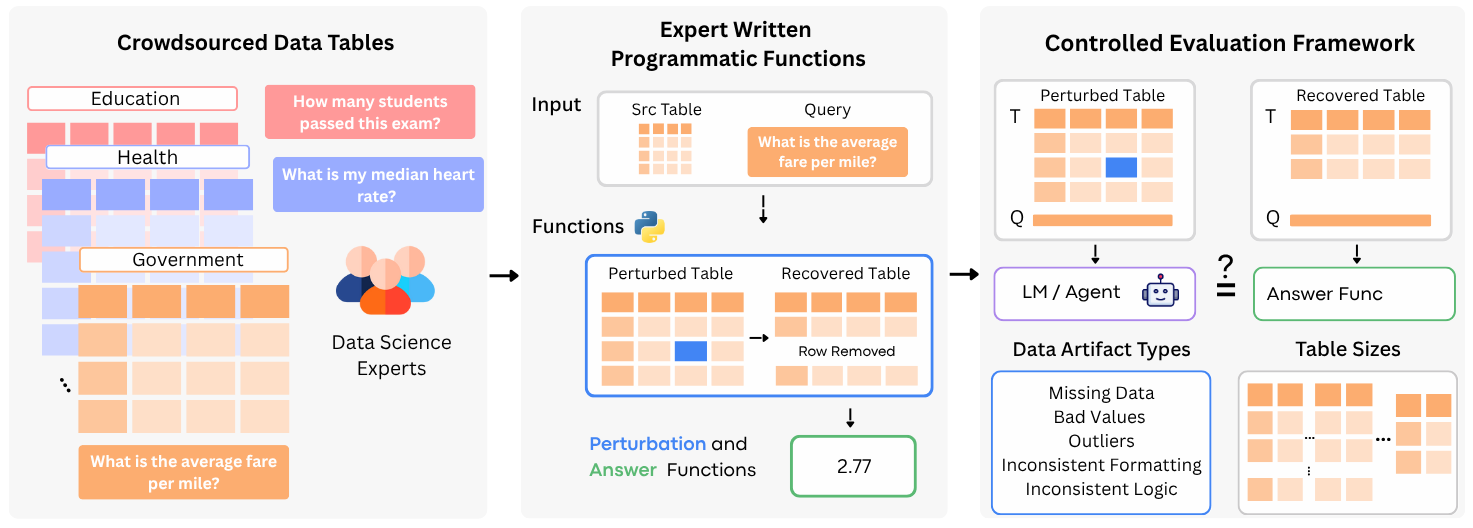 Crowdsourced Data Tables
Education
How many students
passed this exam?
Health
What is my median heart
rate?
Government
Data Science
Experts
What is the average fare
per mile?
Expert Written
Programmatic Functions
Input
Src Table
Query
What is the average
fare per mile?
Functions
Perturbed Table
Recovered Table
Row Removed
Perturbation and
Answer Functions
2.77
Controlled Evaluation Framework
Perturbed Table
T
Q
Recovered Table
T
Q
LM / Agent
?
=
Answer Func
Data Artifact Types
Missing Data
Bad Values
Outliers
Inconsistent Formatting
Inconsistent Logic
Table Sizes
...
...
...